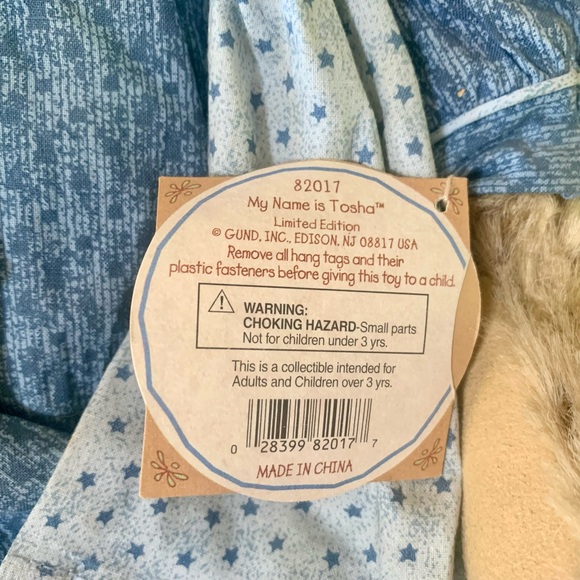 82017
My Name is Tosha™
Limited Edition
© GUND, INC., EDISON, NJ 08817 USA
Remove all hang tags and their
plastic fasteners before giving this toy to a child.
WARNING:
CHOKING HAZARD-Small parts
Not for children under 3 yrs.
This is a collectible intended for
Adults and Children over 3 yrs.
0 28399 82017 7
MADE IN CHINA